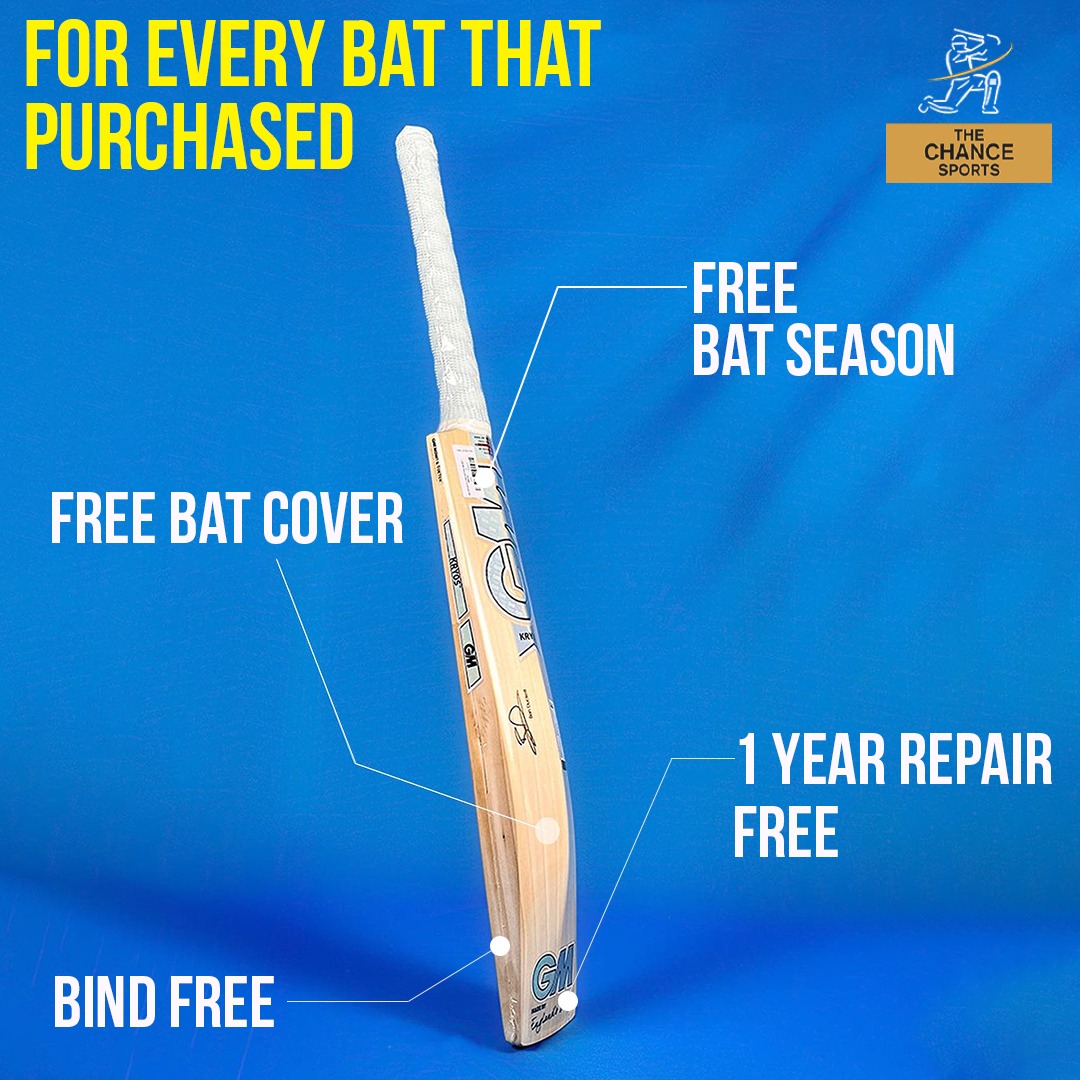 FOR EVERY BAT THAT
PURCHASED
THE
CHANCE
SPORTS
FREE
BAT SEASON
FREE BAT COVER
KRYOS
GM
GM
KRY
1 YEAR REPAIR
FREE
GM
BIND FREE